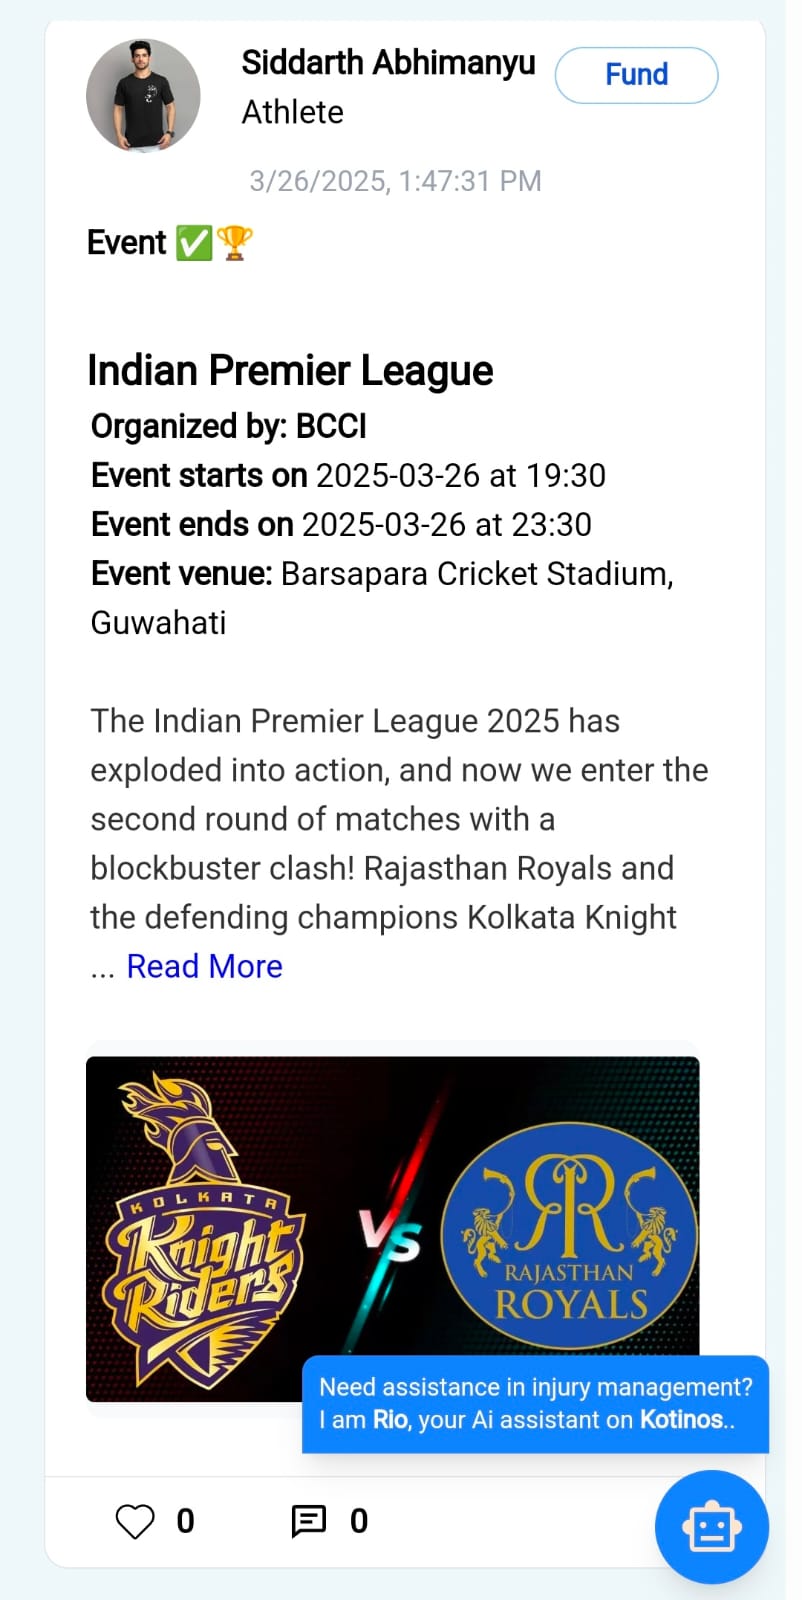 Siddarth Abhimanyu
Fund
Athlete
3/26/2025, 1:47:31 PM
Event ✅🏆
Indian Premier League
Organized by: BCCI
Event starts on 2025-03-26 at 19:30
Event ends on 2025-03-26 at 23:30
Event venue: Barsapara Cricket Stadium,
Guwahati
The Indian Premier League 2025 has
exploded into action, and now we enter the
second round of matches with a
blockbuster clash! Rajasthan Royals and
the defending champions Kolkata Knight
... Read More
KOLKATA
Knight
Riders
VS
RR
RAJASTHAN
ROYALS
Need assistance in injury management?
I am Rio, your Ai assistant on Kotinos..
0
0